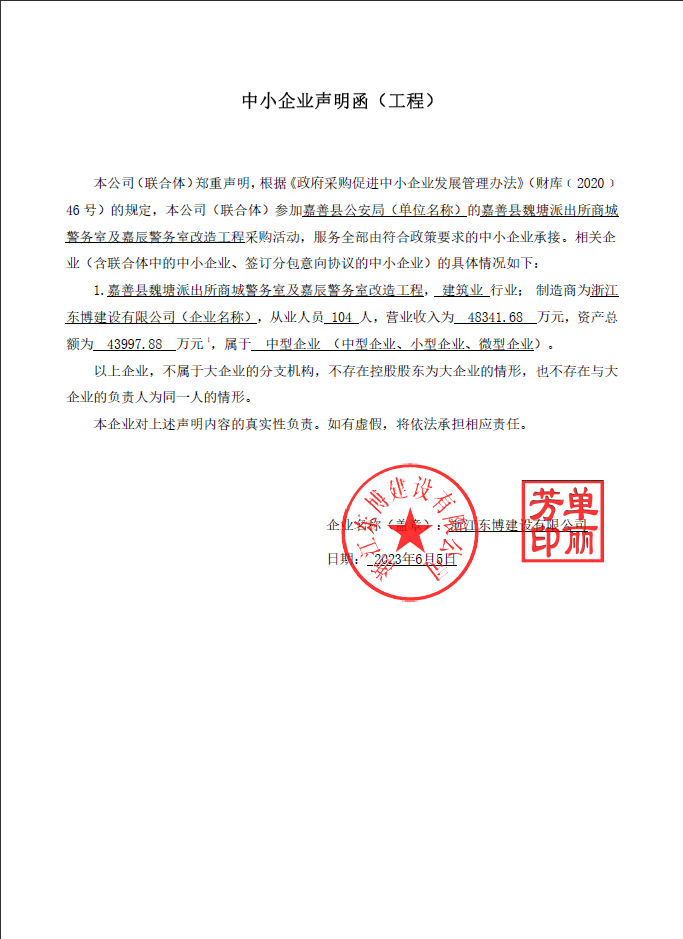 中小企业声明函（工程）
本公司（联合体）郑重声明，根据《政府采购促进中小企业发展管理办法》（财库﹝2020﹞
46号）的规定，本公司（联合体）参加嘉善县公安局（单位名称）的嘉善县魏塘派出所商城
警务室及嘉辰警务室改造工程采购活动，服务全部由符合政策要求的中小企业承接。相关企
业（含联合体中的中小企业、签订分包意向协议的中小企业）的具体情况如下：
1.嘉善县魏塘派出所商城警务室及嘉辰警务室改造工程， 建筑业 行业； 制造商为浙江
东博建设有限公司（企业名称），从业人员 104 人，营业收入为 48341.68 万元，资产总
额为 43997.88 万元1，属于 中型企业 （中型企业、小型企业、微型企业）。
以上企业，不属于大企业的分支机构，不存在控股股东为大企业的情形，也不存在与大
企业的负责人为同一人的情形。
本企业对上述声明内容的真实性负责。如有虚假，将依法承担相应责任。
企业名称（盖章）：浙江东博建设有限公司
日期： 2023年6月5日
浙江东博建设有限公司
单丽芳印